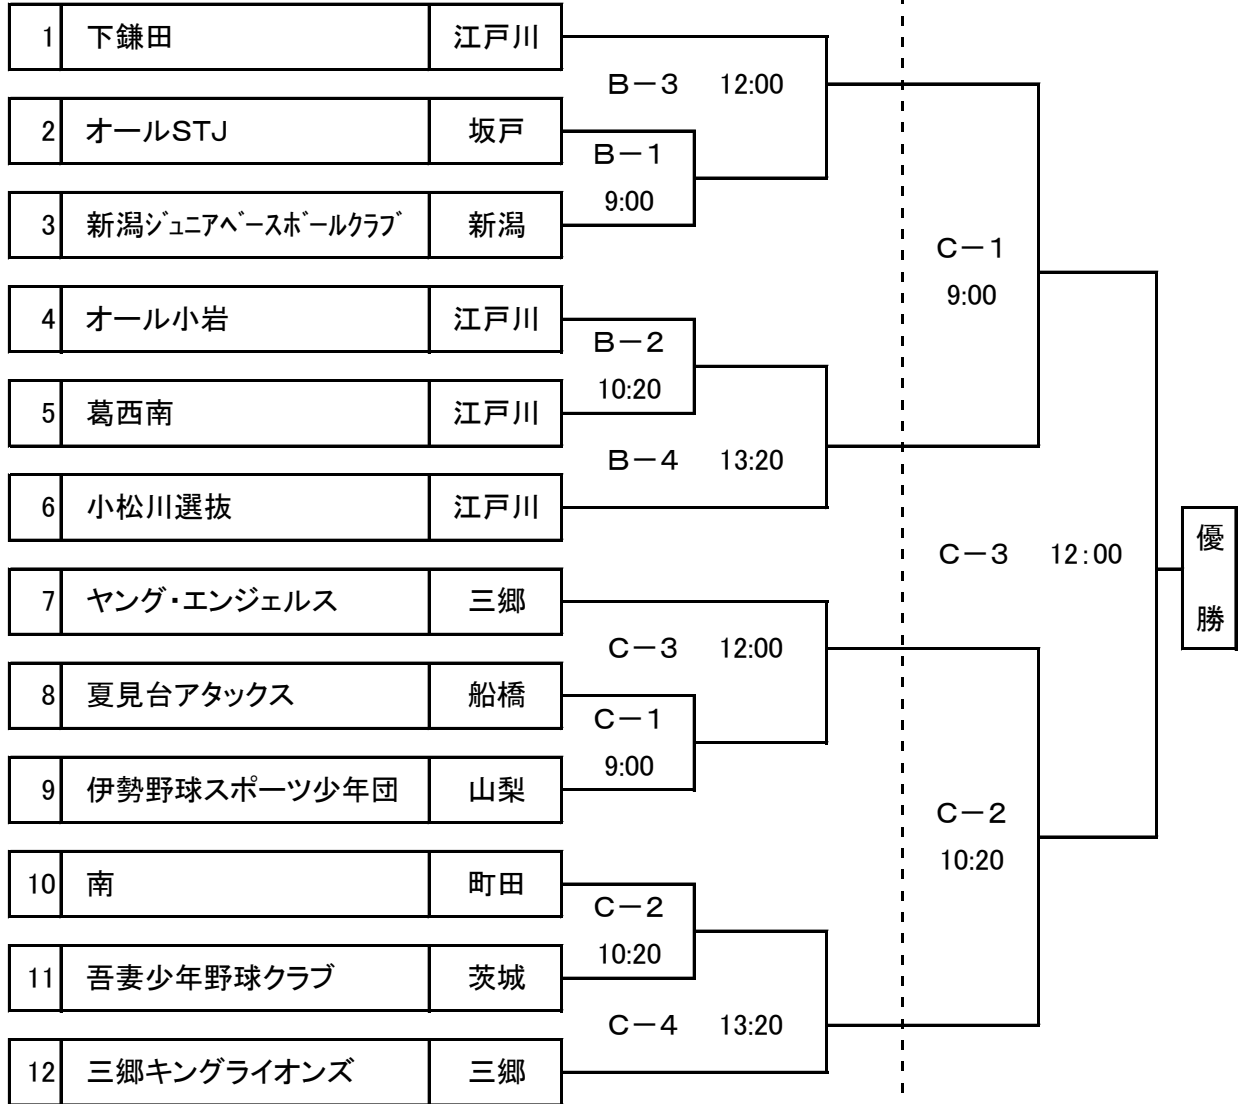 1 下鎌田 江戸川
B－3 12:00
2 オールSTJ 坂戸
B－1
9:00
3 新潟ｼﾞｭﾆｱﾍﾞｰｽﾎﾞｰﾙｸﾗﾌﾞ 新潟
C－1
9:00
4 オール小岩 江戸川
B－2
10:20
5 葛西南 江戸川
B－4 13:20
6 小松川選抜 江戸川
C－3 12:00
優
勝
7 ヤング・エンジェルス 三郷
C－3 12:00
8 夏見台アタックス 船橋
C－1
9:00
9 伊勢野球スポーツ少年団 山梨
C－2
10:20
10 南 町田
C－2
10:20
11 吾妻少年野球クラブ 茨城
C－4 13:20
12 三郷キングライオンズ 三郷